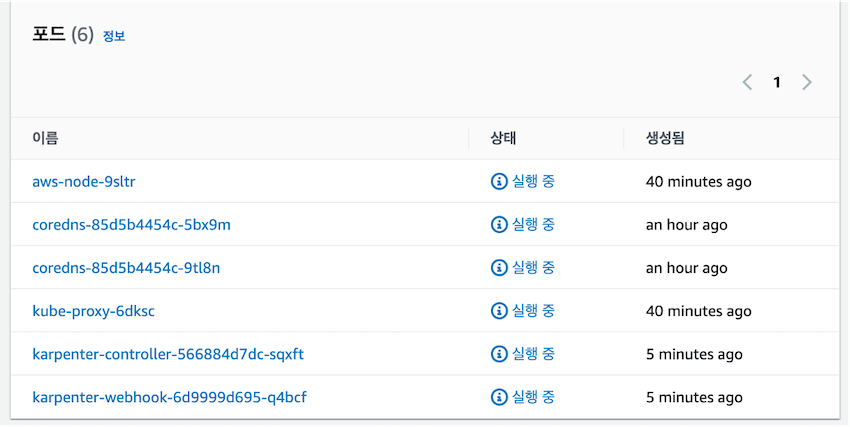 포드 (6) 정보
1
이름 상태 생성됨
aws-node-9sltr 실행 중 40 minutes ago
coredns-85d5b4454c-5bx9m 실행 중 an hour ago
coredns-85d5b4454c-9tl8n 실행 중 an hour ago
kube-proxy-6dksc 실행 중 40 minutes ago
karpenter-controller-566884d7dc-sqxft 실행 중 5 minutes ago
karpenter-webhook-6d9999d695-q4bcf 실행 중 5 minutes ago